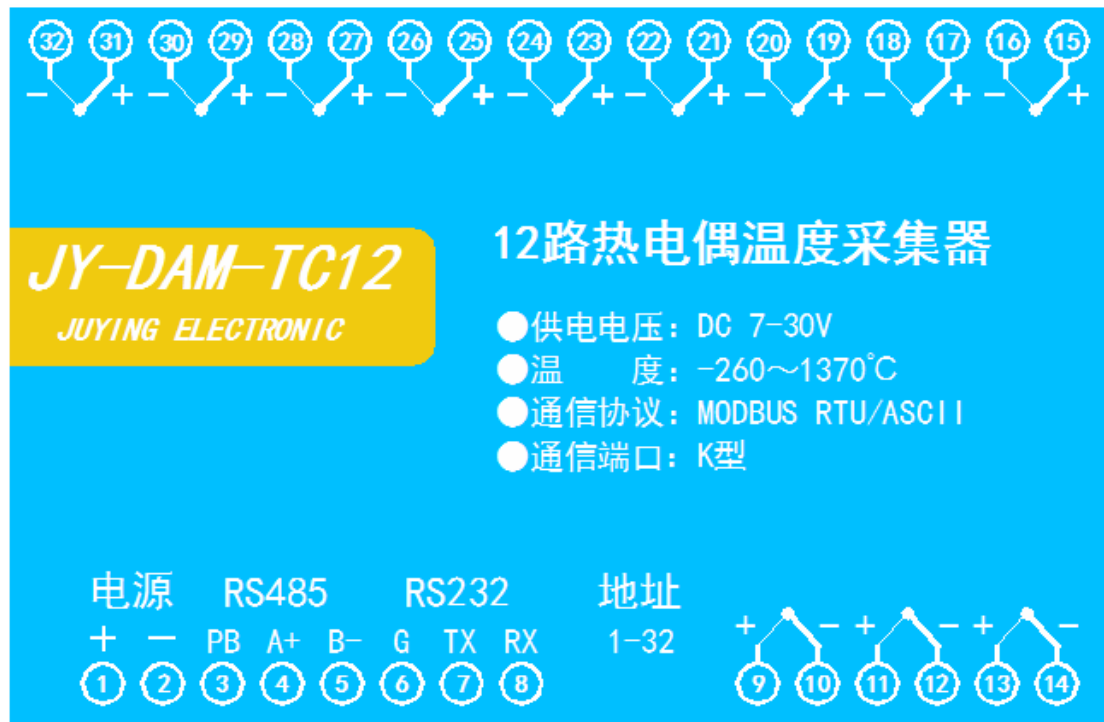 32 31 30 29 28 27 26 25 24 23 22 21 20 19 18 17 16 15
- + - + - + - + - + - + - + - + - +
JY-DAM-TC12
JUYING ELECTRONIC
12路热电偶温度采集器
●供电电压: DC 7-30V
●温 度: -260～1370℃
●通信协议: MODBUS RTU/ASCII
●通信端口: K型
电源 RS485 RS232 地址
+ - PB A+ B- G TX RX 1-32
1 2 3 4 5 6 7 8
+ - + - + -
9 10 11 12 13 14